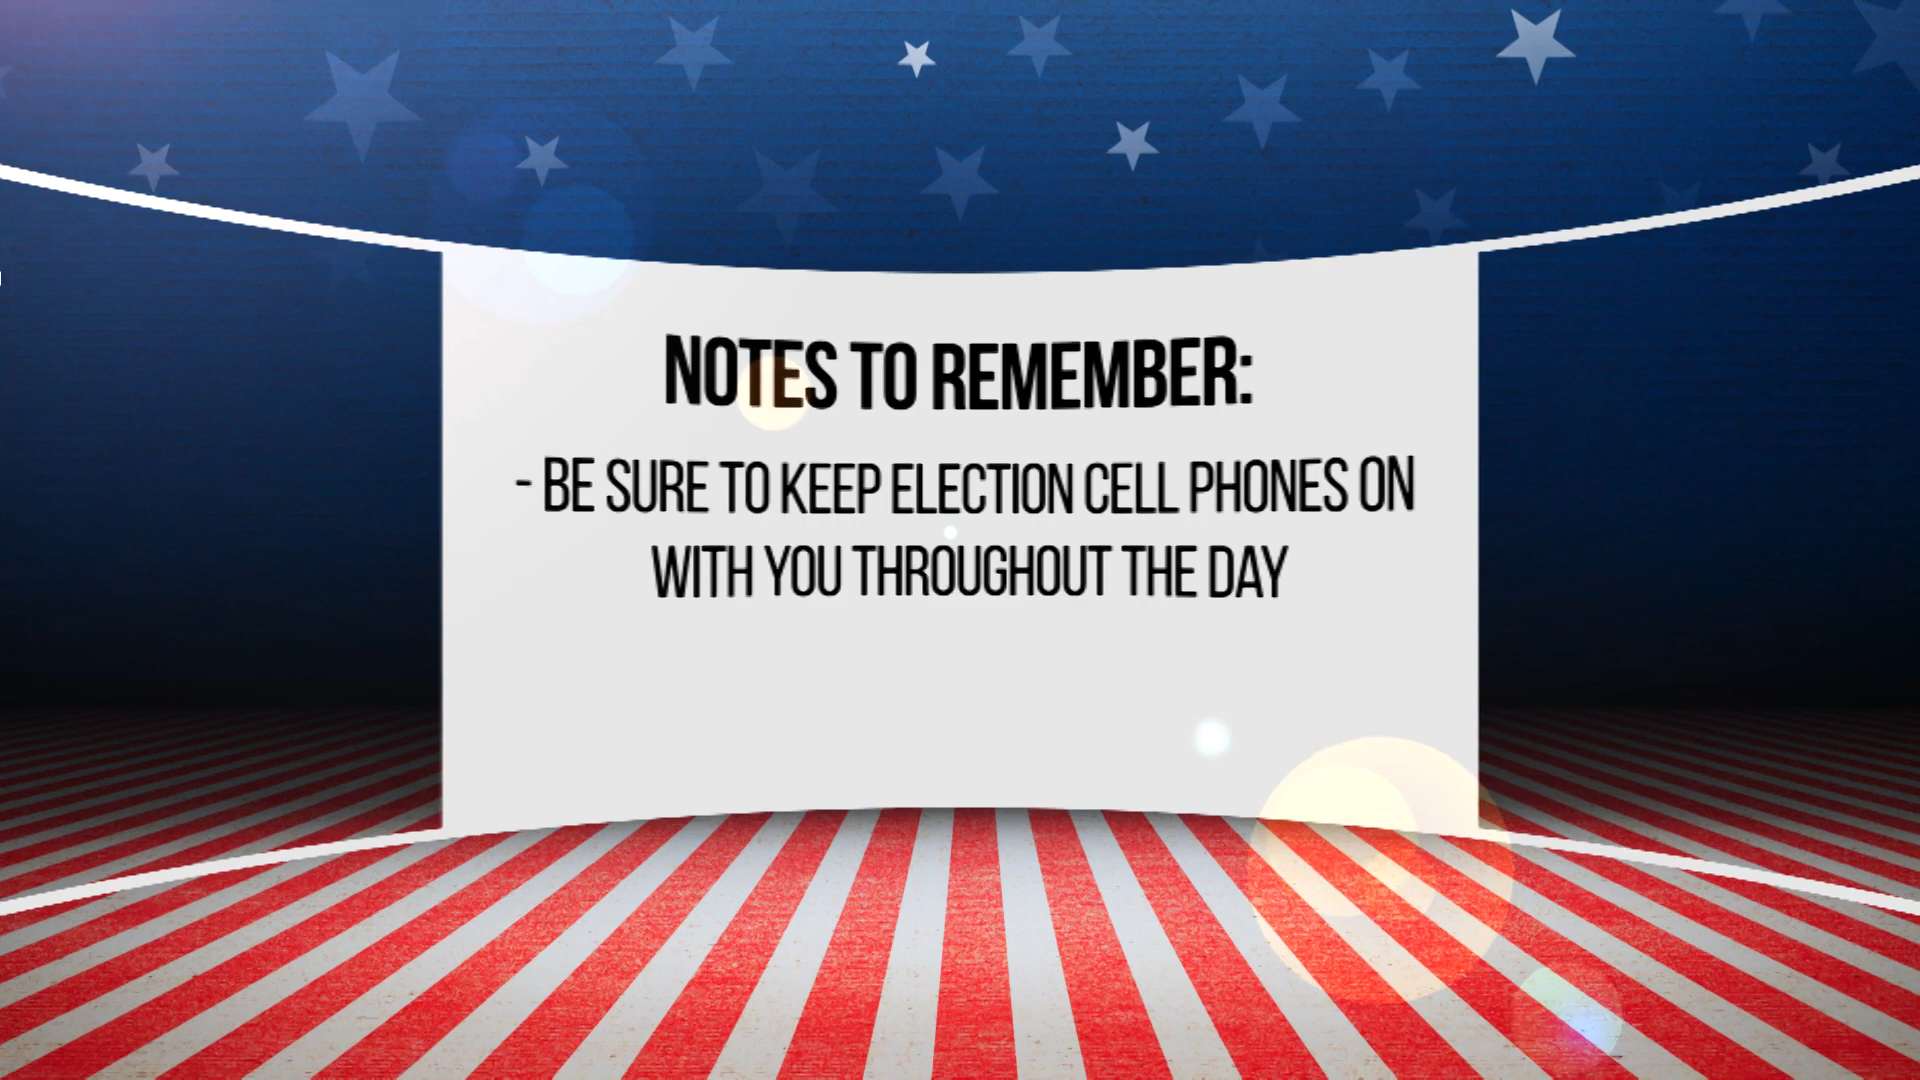 NOTES TO REMEMBER:
- BE SURE TO KEEP ELECTION CELL PHONES ON
WITH YOU THROUGHOUT THE DAY